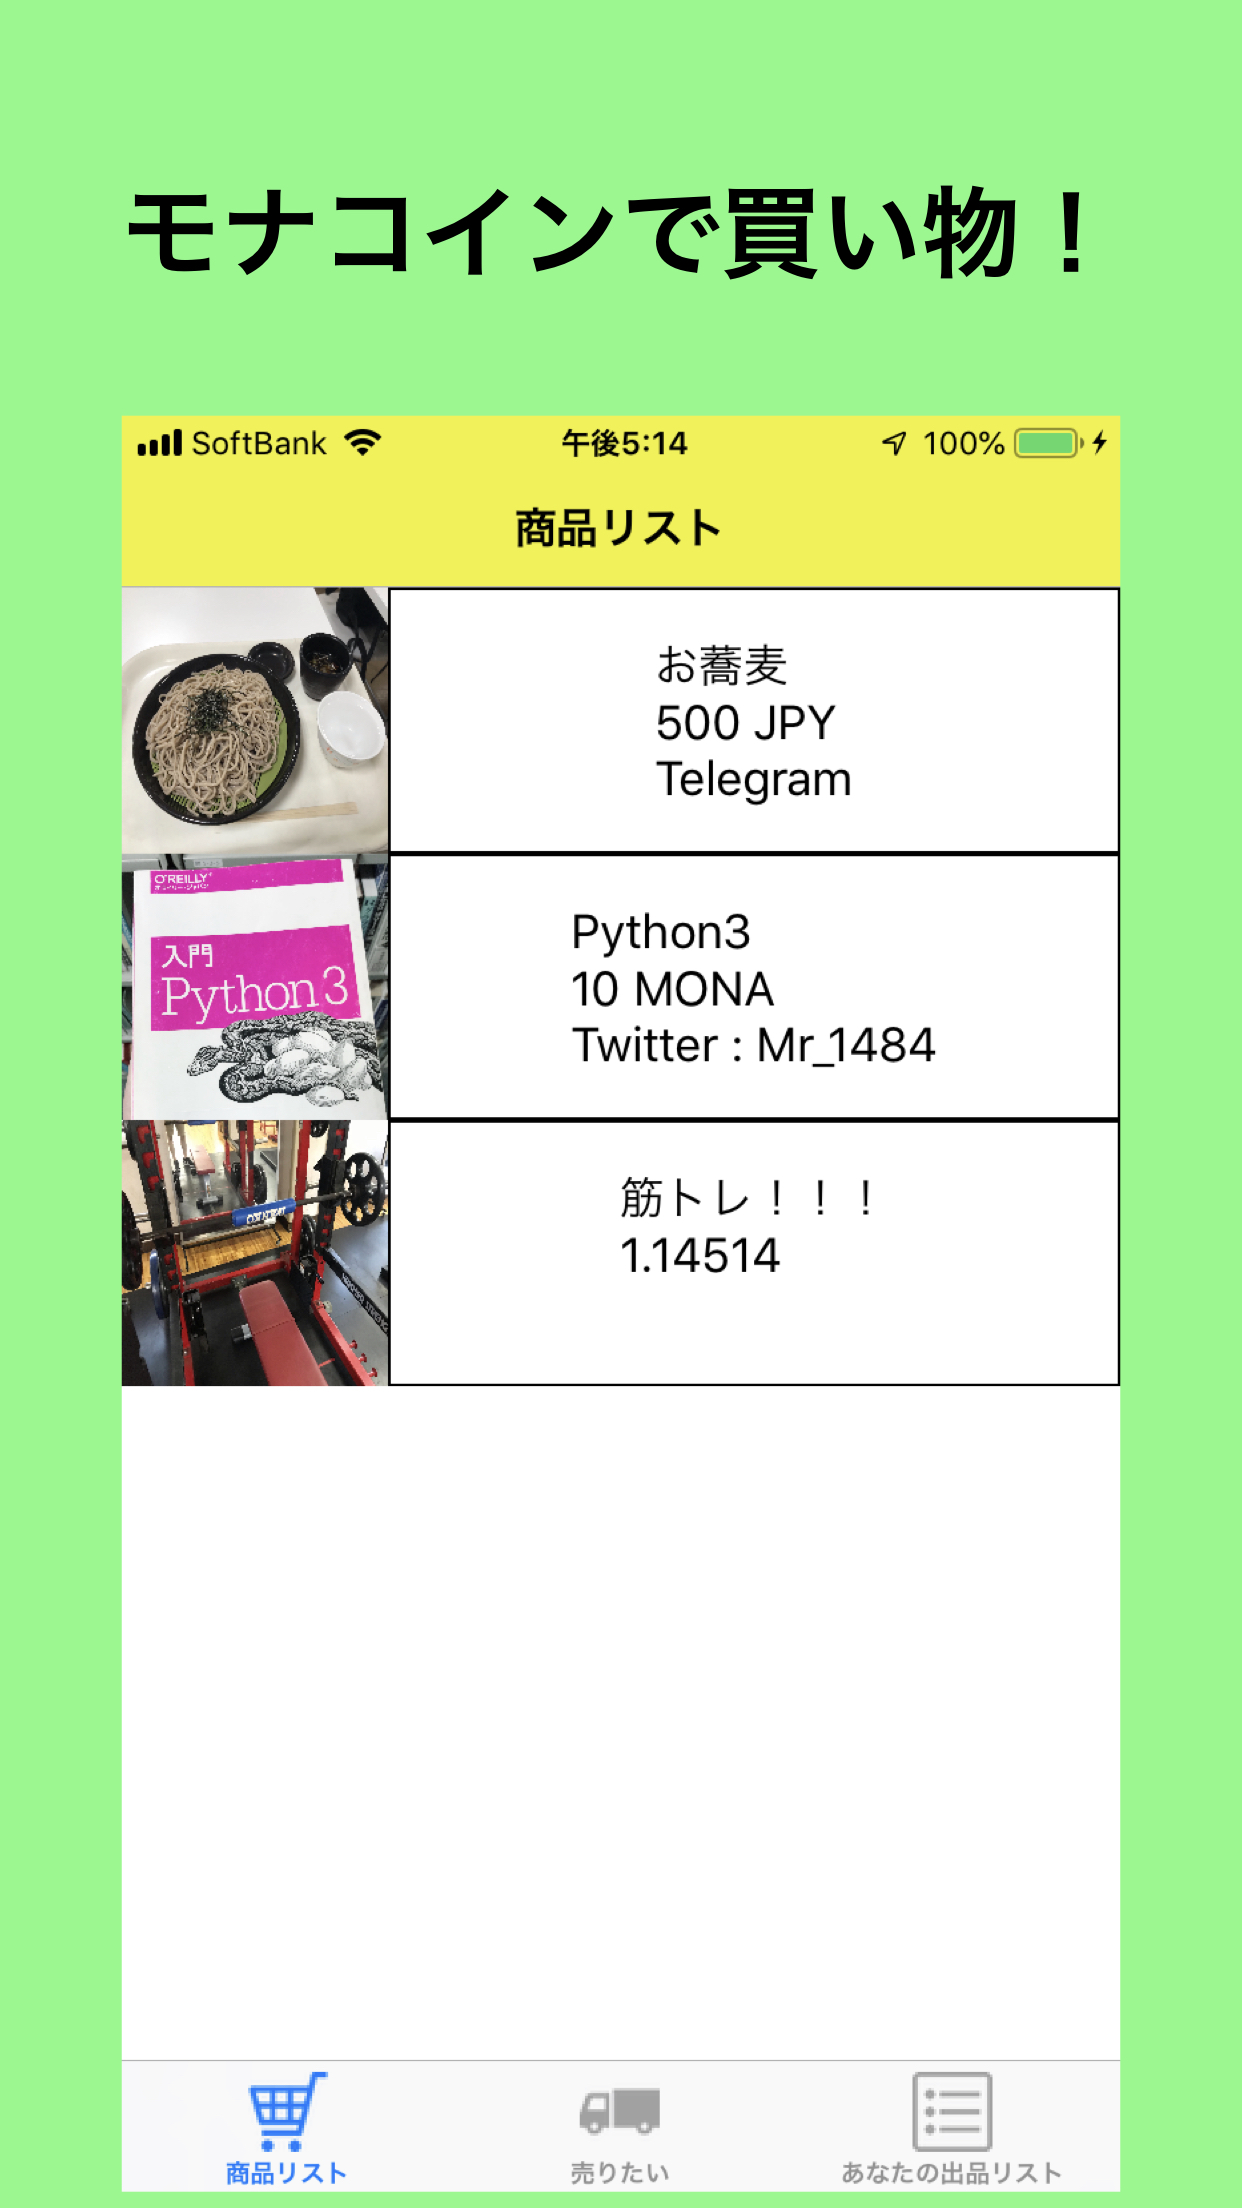 モナコインで買い物！
SoftBank 午後5:14 100%
商品リスト
お蕎麦
500 JPY
Telegram
O'REILLY
オライリー・ジャパン
入門
Python 3
Python3
10 MONA
Twitter : Mr_1484
筋トレ！！！
1.14514
商品リスト 売りたい あなたの出品リスト